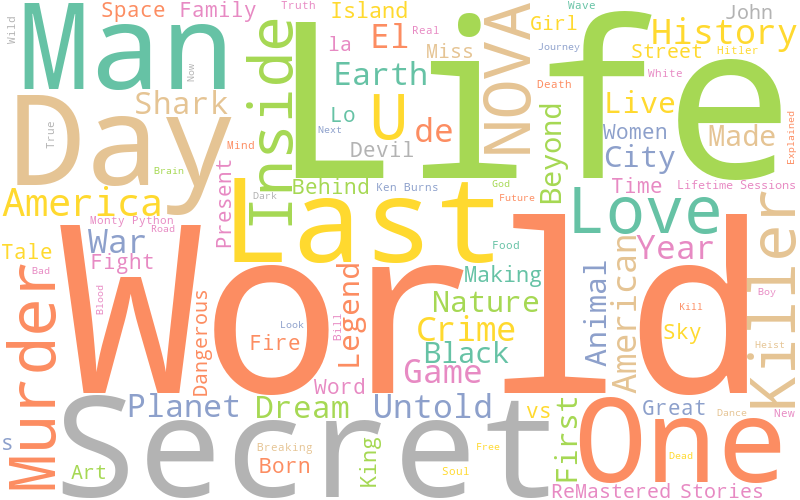 Wild
Man
Space Family
Truth
Island
la
El
Real
Miss
Girl
Wave
Journey
John
History
Street Hitler
White
Now
Inside
Life
NOVA
Shark
Earth
Death
Live
Day
True
Lo
U
de
Next
Devil
Beyond
Women
City
Made
Explained
Mind
Brain
Present
Behind
Ken Burns
God
Future
Time
Lifetime Sessions
America
Dark
Last
Love
Monty Python
Road
War
Tale
Fight
Bad
Food
Year
Killer
World
Making
Animal
American
Murder
Blood
Dangerous
Look
Fire
Bill
Legend
Nature
Crime
Black
Game
Sky
Kill
Boy
Heist
Word
Planet
Dream
Untold
vs
First
Great
Dance
New
s
Secret
One
Art
Breaking
Born
King
Free
Soul
Dead
ReMastered Stories